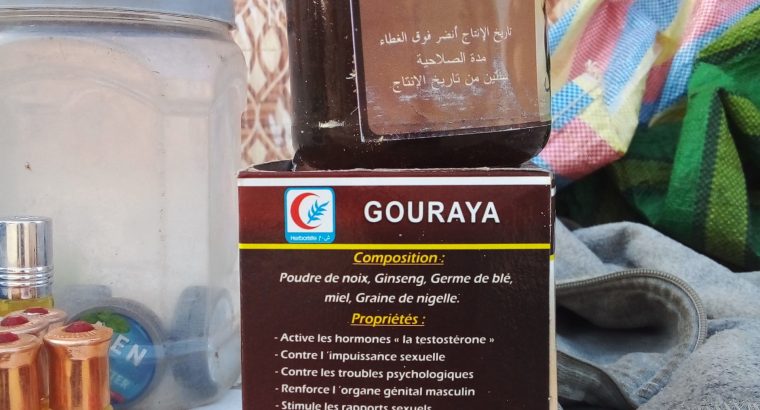 تاريخ الإنتاج أنضر فوق الغطاء
مدة الصلاحية
سنتين من تاريخ الإنتاج
GOURAYA
Composition :
Poudre de noix, Ginseng, Germe de blé,
miel, Graine de nigelle.
Propriétés :
- Active les hormones « la testostérone »
- Contre l ´impuissance sexuelle
- Contre les troubles psychologiques
- Renforce l ´organe génital masculin
- Stimule les rapports sexuels
EN